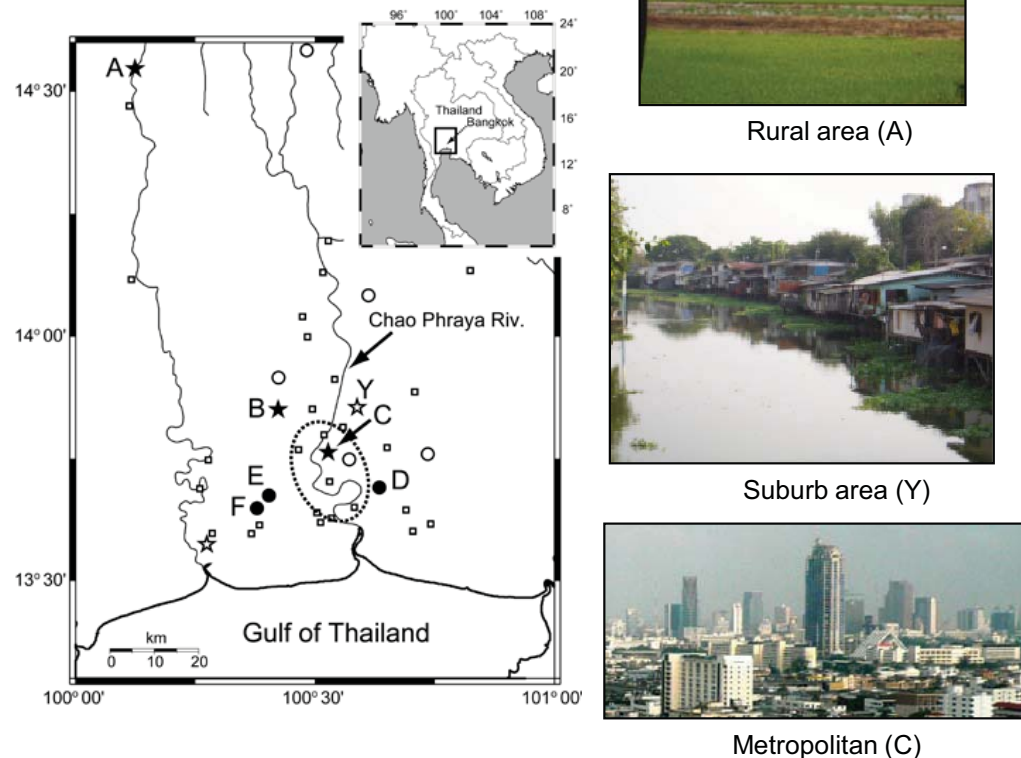 96° 100° 104° 108°
24°
20°
16°
12°
8°
Thailand
Bangkok
A
14°30'
14°00'
Chao Phraya Riv.
Y
B
C
E
D
F
13°30'
km
0 10 20
Gulf of Thailand
100°00' 100°30' 101°00'
Rural area (A)
Suburb area (Y)
Metropolitan (C)